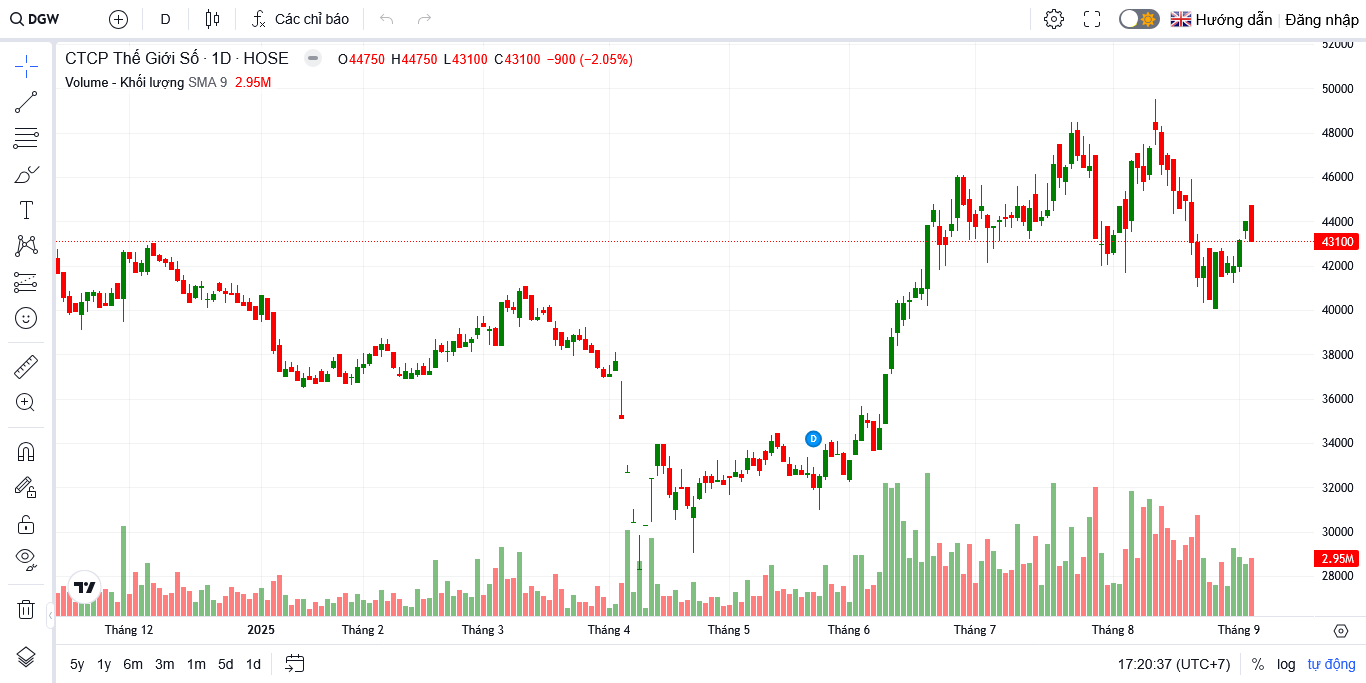 DGW D Các chỉ báo Hướng dẫn Đăng nhập
CTCP Thế Giới Số · 1D · HOSE O44750 H44750 L43100 C43100 −900 (−2.05%)
Volume - Khối lượng SMA 9 2.95M
52000
50000
48000
46000
44000
43100
42000
40000
38000
36000
34000
32000
30000
2.95M
28000
D
Tháng 12 2025 Tháng 2 Tháng 3 Tháng 4 Tháng 5 Tháng 6 Tháng 7 Tháng 8 Tháng 9
5y 1y 6m 3m 1m 5d 1d 17:20:37 (UTC+7) % log tự động